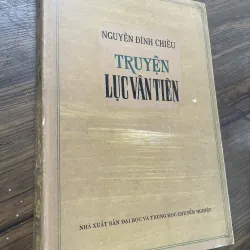 NGUYỄN ĐÌNH CHIỂU
TRUYỆN
LỤC VÂN TIÊN
NHÀ XUẤT BẢN ĐẠI HỌC VÀ TRUNG HỌC CHUYÊN NGHIỆP